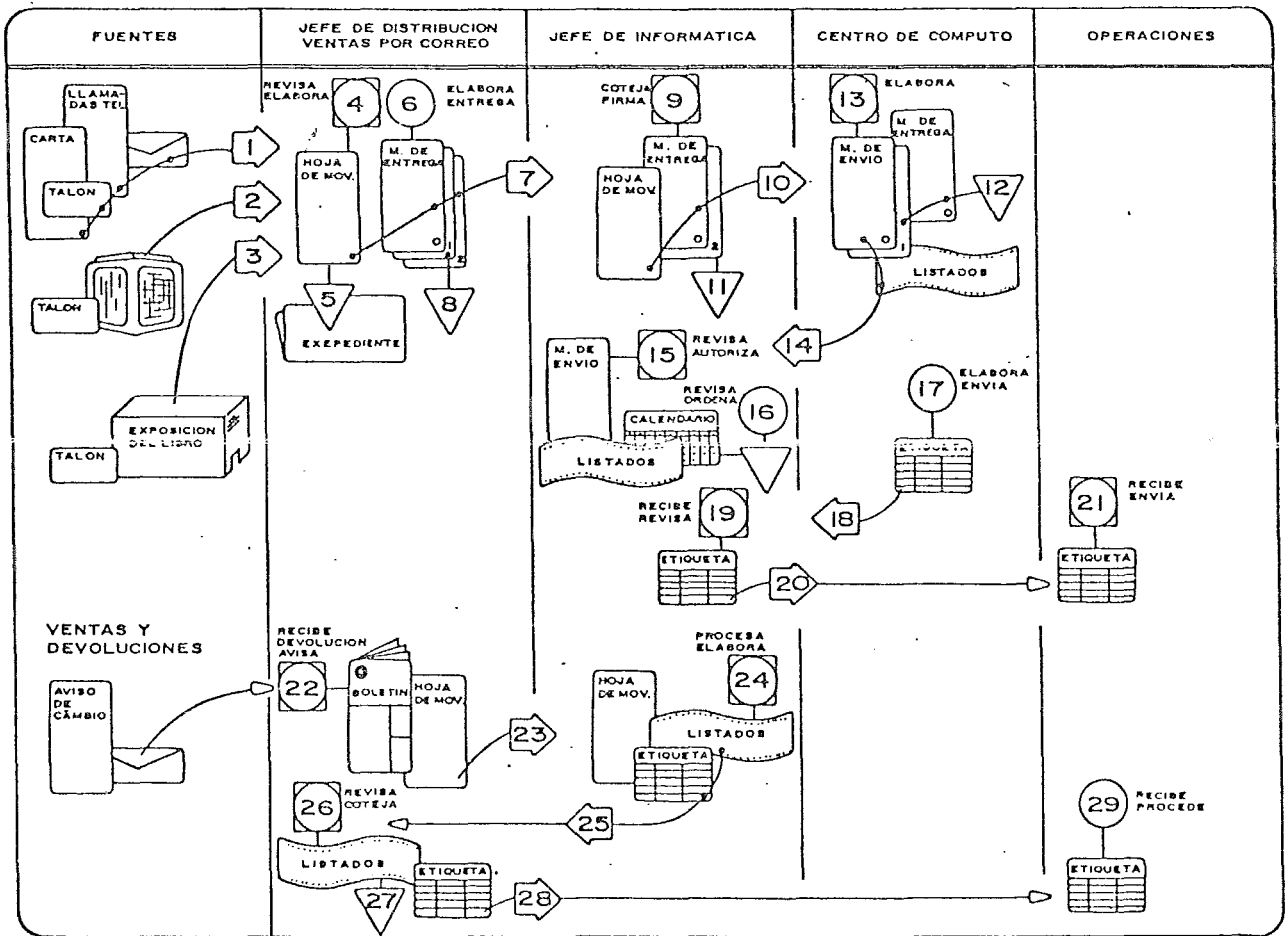 FUENTES
JEFE DE DISTRIBUCION
VENTAS POR CORREO
JEFE DE INFORMATICA
CENTRO DE COMPUTO
OPERACIONES
LLAMA-
DAS TEL.
CARTA
TALON
1
2
3
TALON
EXPOSICION
DEL LIBRO
TALON
REVISA
ELABORA
4
6
ELABORA
ENTREGA
HOJA
DE MOV.
M. DE
ENTREGA
1
2
7
5
8
EXEPEDIENTE
COTEJA
FIRMA
9
M. DE
ENTREGA
HOJA
DE MOV.
2
10
11
13
ELABORA
M. DE
ENTREGA
M. DE
ENVIO
1
12
LISTADOS
14
M. DE
ENVIO
15
REVISA
AUTORIZA
REVISA
ORDENA
16
CALENDARIO
LISTADOS
17
ELABORA
ENVIA
ETIQUETA
18
RECIBE
REVISA
19
ETIQUETA
20
21
RECIBE
ENVIA
ETIQUETA
VENTAS Y
DEVOLUCIONES
AVISO
DE
CAMBIO
RECIBE
DEVOLUCION
AVISA
22
BOLETIN
HOJA
DE MOV.
23
PROCESA
ELABORA
24
HOJA
DE MOV.
LISTADOS
ETIQUETA
25
26
REVISA
COTEJA
LISTADOS
27
ETIQUETA
28
29
RECIBE
PROCEDE
ETIQUETA